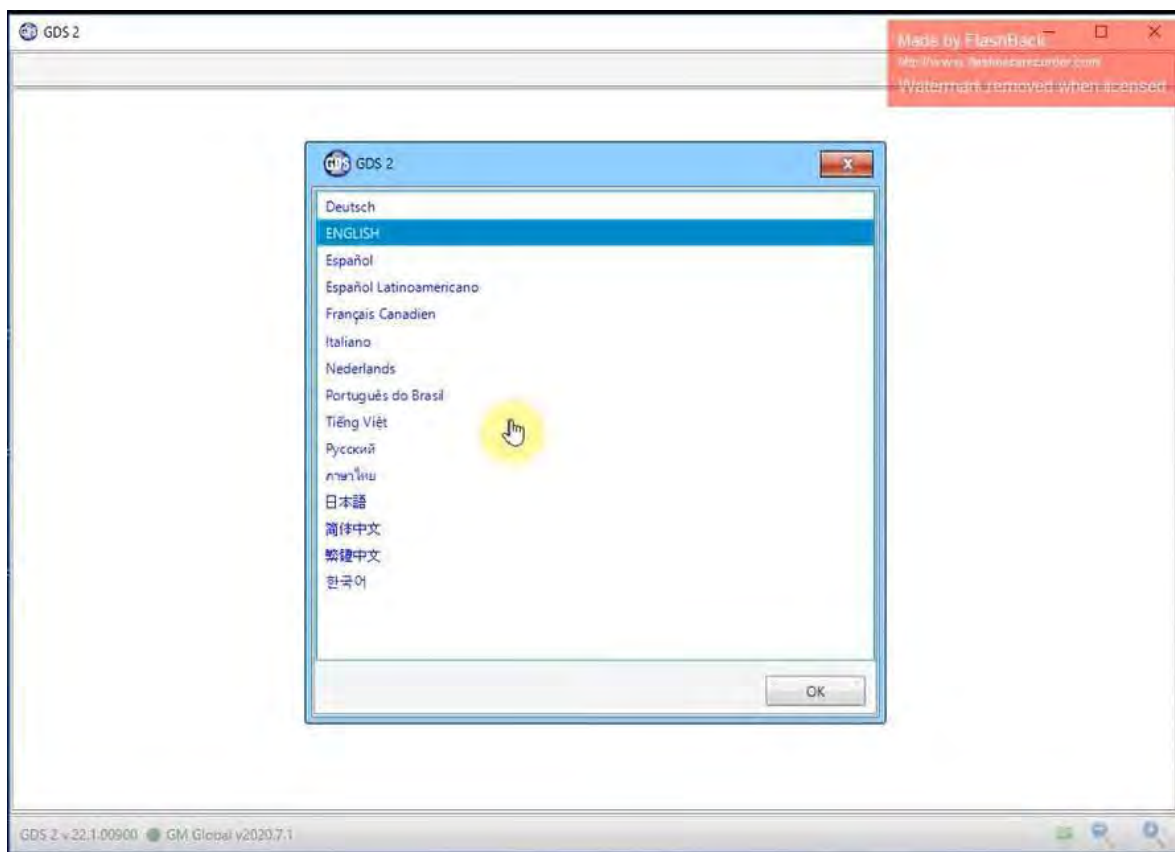 GDS 2
Made by FlashBack
Watermark removed when licensed
GDS 2
Deutsch
ENGLISH
Español
Español Latinoamericano
Français Canadien
Italiano
Nederlands
Português do Brasil
Tiếng Việt
Русский
ภาษาไทย
日本語
简体中文
繁體中文
한국어
OK
GDS 2 v 22.1.00900 GM Global v2020.7.1